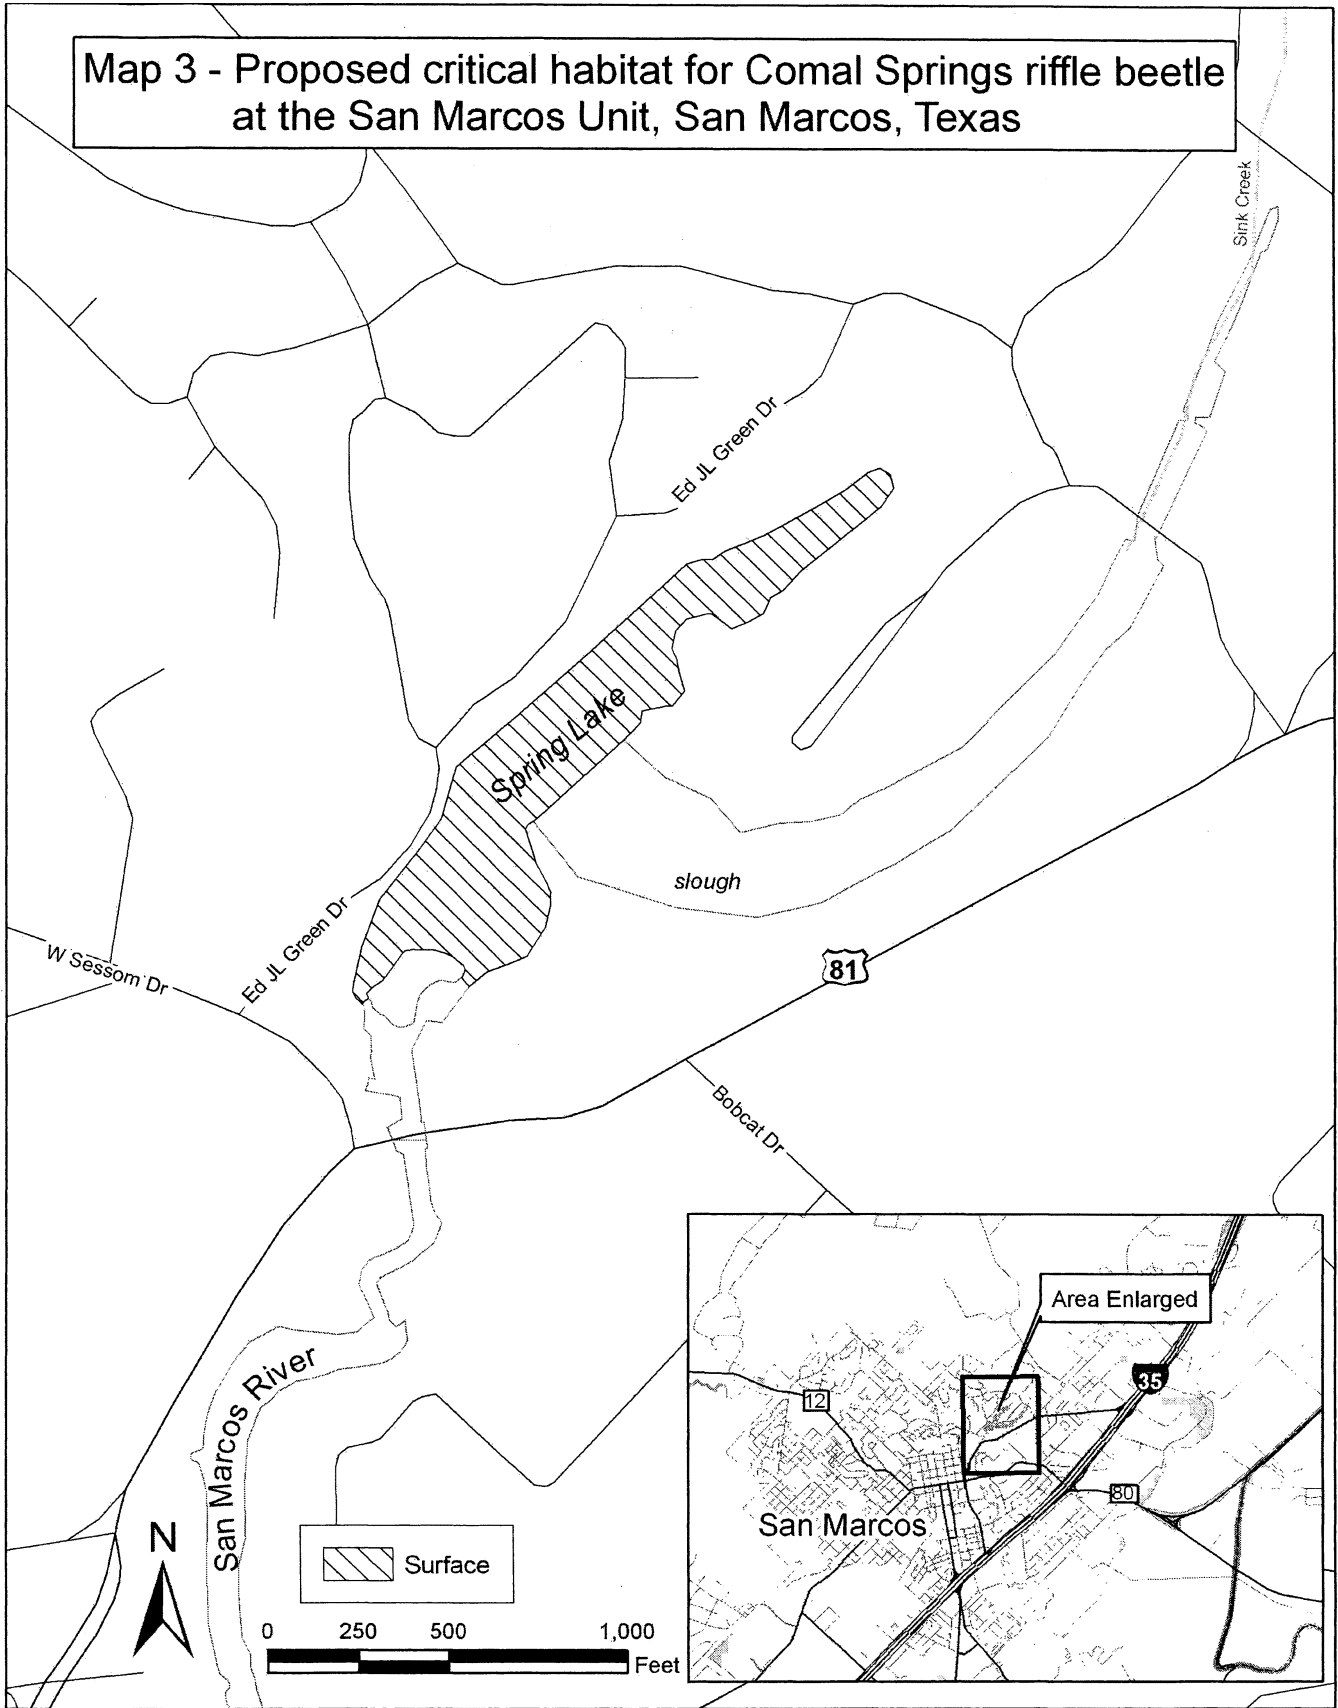 Map 3 - Proposed critical habitat for Comal Springs riffle beetle
at the San Marcos Unit, San Marcos, Texas
Sink Creek
Ed JL Green Dr
Spring Lake
slough
Ed JL Green Dr
W Sessom Dr
81
Bobcat Dr
San Marcos River
Area Enlarged
35
12
80
San Marcos
N
Surface
0 250 500 1,000
Feet